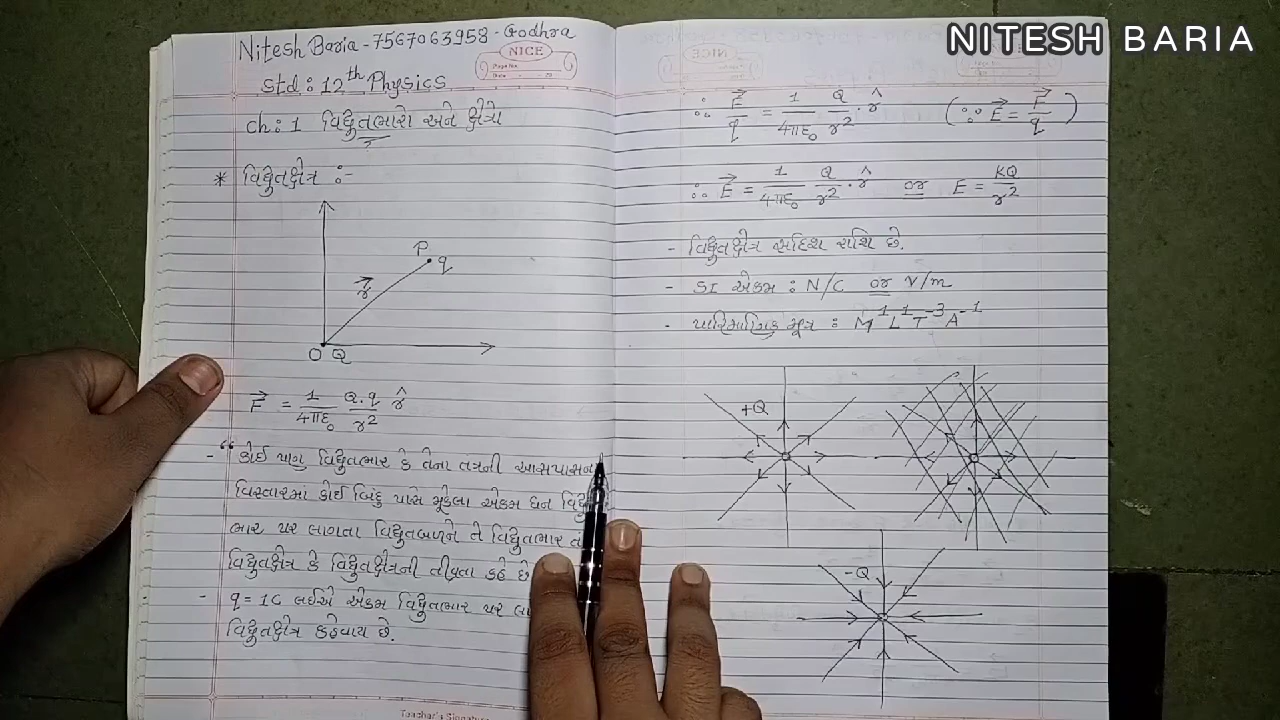 NITESH BARIA
Nitesh Baria - 7567063958 - Godhra
NICE
Std : 12th Physics
Ch : 1 વિદ્યુતભારો અને ક્ષેત્રો
* વિદ્યુતક્ષેત્ર :-
P
q
r⃗
O Q
F⃗ = 1/4πε₀ Q.q/r² r̂
- “ કોઈ પણ વિદ્યુતભાર કે તેના તંત્રની આસપાસના
વિસ્તારમાં કોઈ બિંદુ પાસે મૂકેલા એકમ ધન વિદ્યુ
ભાર પર લાગતા વિદ્યુતબળને તે વિદ્યુતભાર તં
વિદ્યુતક્ષેત્ર કે વિદ્યુતક્ષેત્રની તીવ્રતા કહે છે
- q = 1C લઈએ એકમ વિદ્યુતભાર પર લા
વિદ્યુતક્ષેત્ર કહેવાય છે.
Teacher's Signature
∴ F⃗/q = 1/4πε₀ Q/r² . r̂ (∵ E⃗ = F⃗/q)
∴ E⃗ = 1/4πε₀ Q/r² . r̂ or E = KQ/r²
- વિદ્યુતક્ષેત્ર સદિશ રાશિ છે.
- SI એકમ : N/C or V/m
- પારિમાણિક સૂત્ર : M¹L¹T⁻³A⁻¹
+Q
-Q